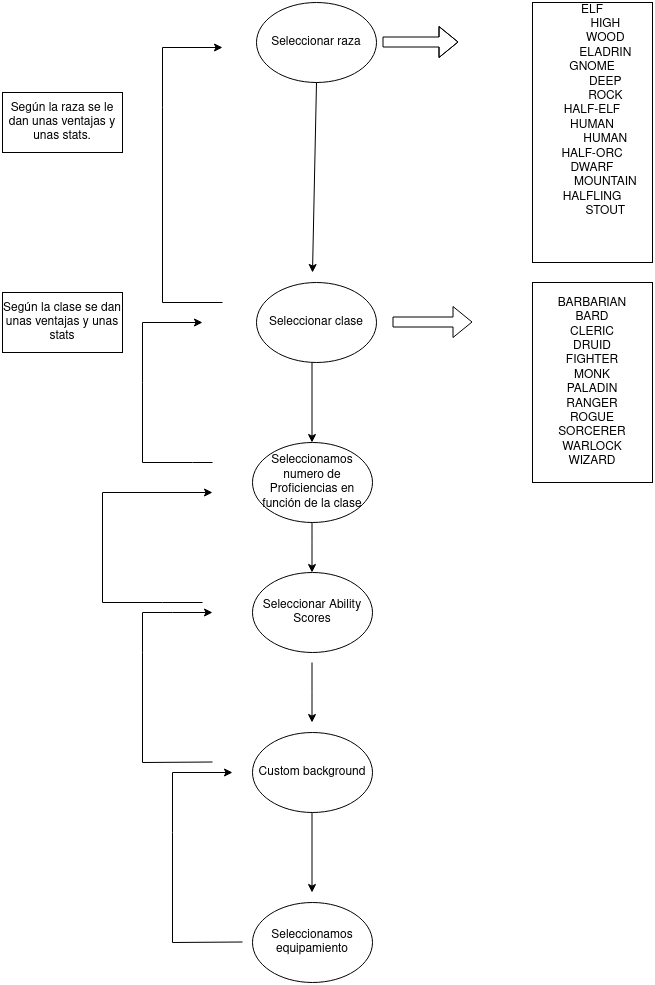 Seleccionar raza
ELF
HIGH
WOOD
ELADRIN
GNOME
DEEP
ROCK
HALF-ELF
HUMAN
HUMAN
HALF-ORC
DWARF
MOUNTAIN
HALFLING
STOUT
Según la raza se le
dan unas ventajas y
unas stats.
Según la clase se dan
unas ventajas y unas
stats
Seleccionar clase
BARBARIAN
BARD
CLERIC
DRUID
FIGHTER
MONK
PALADIN
RANGER
ROGUE
SORCERER
WARLOCK
WIZARD
Seleccionamos
numero de
Proficiencias en
función de la clase
Seleccionar Ability
Scores
Custom background
Seleccionamos
equipamiento